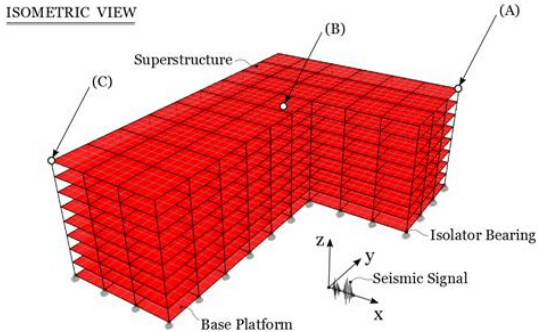 ISOMETRIC VIEW
(A)
(B)
Superstructure
(C)
Isolator Bearing
z
y
Seismic Signal
x
Base Platform